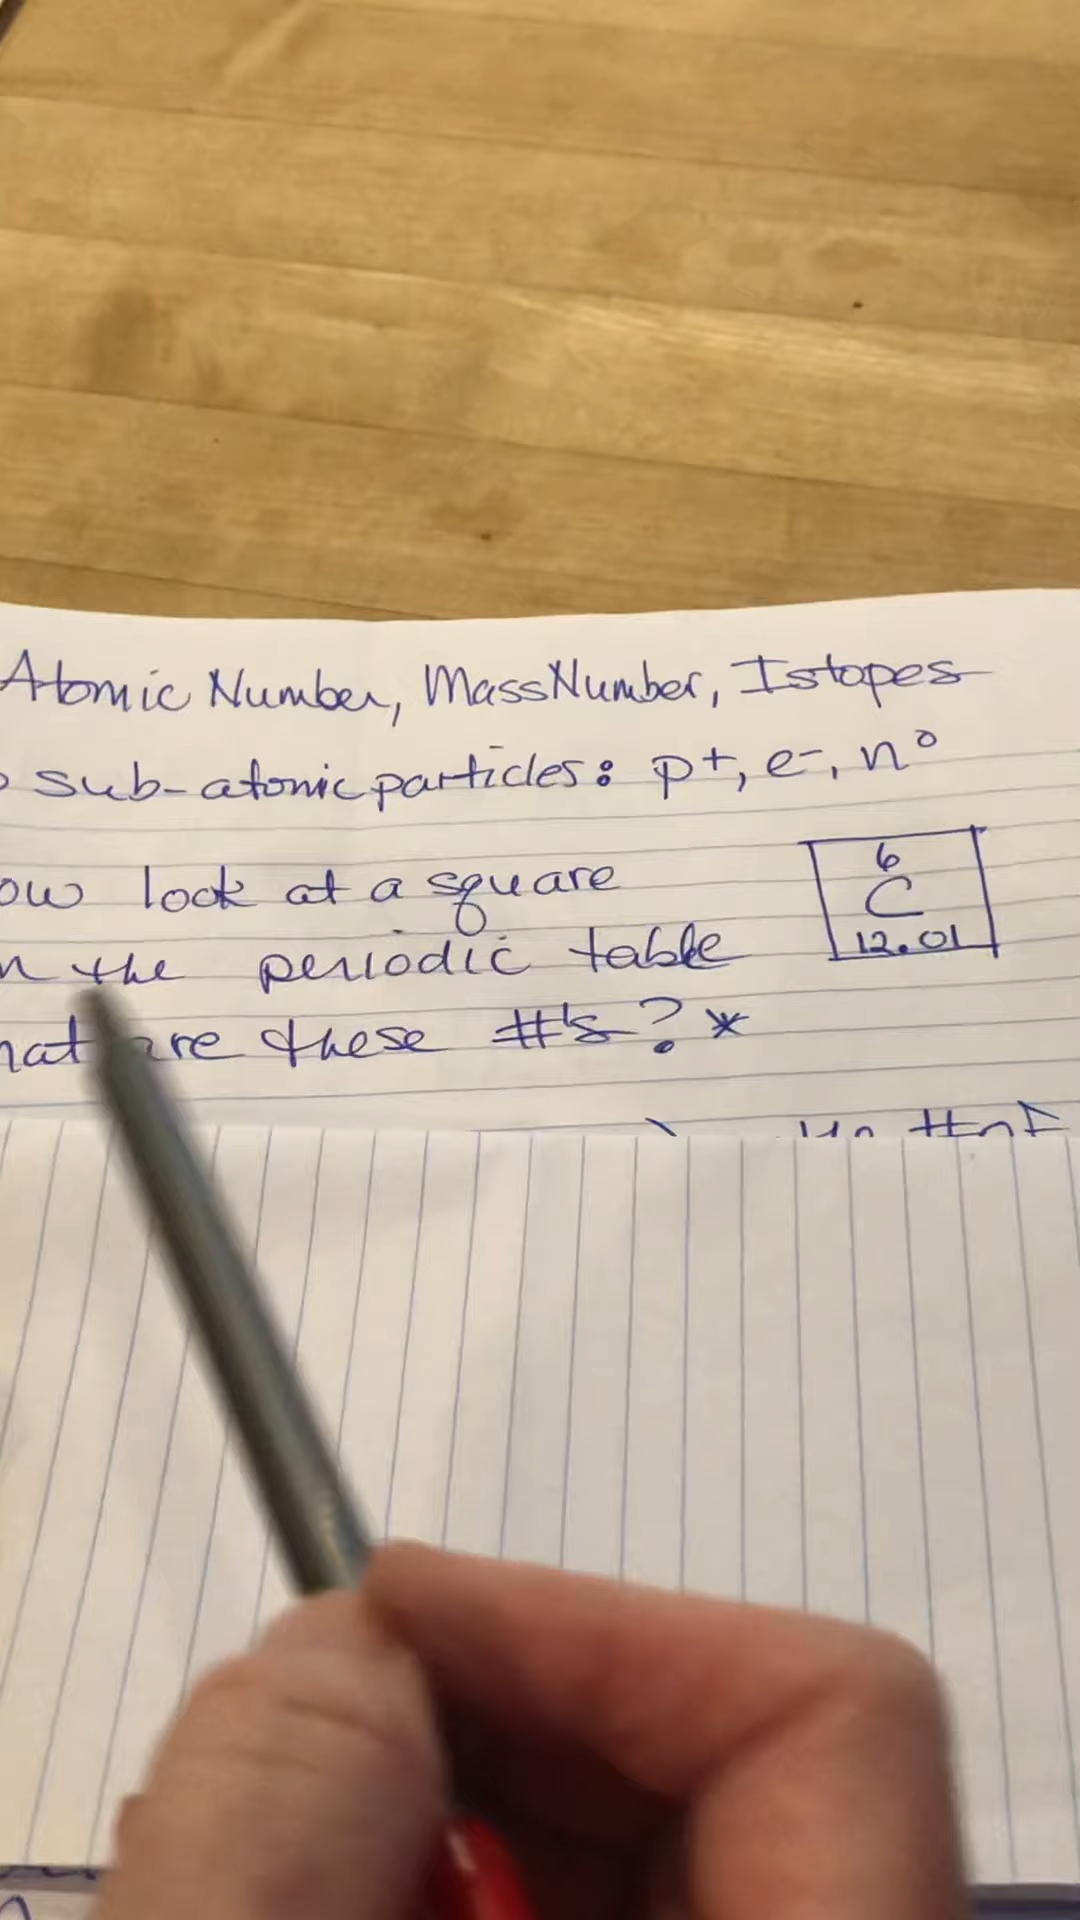 Atomic Number, Mass Number, Istopes
sub-atomic particles: p+, e-, n°
ow look at a square
n the periodic table
hat are these #'s? *
6
C
12.01